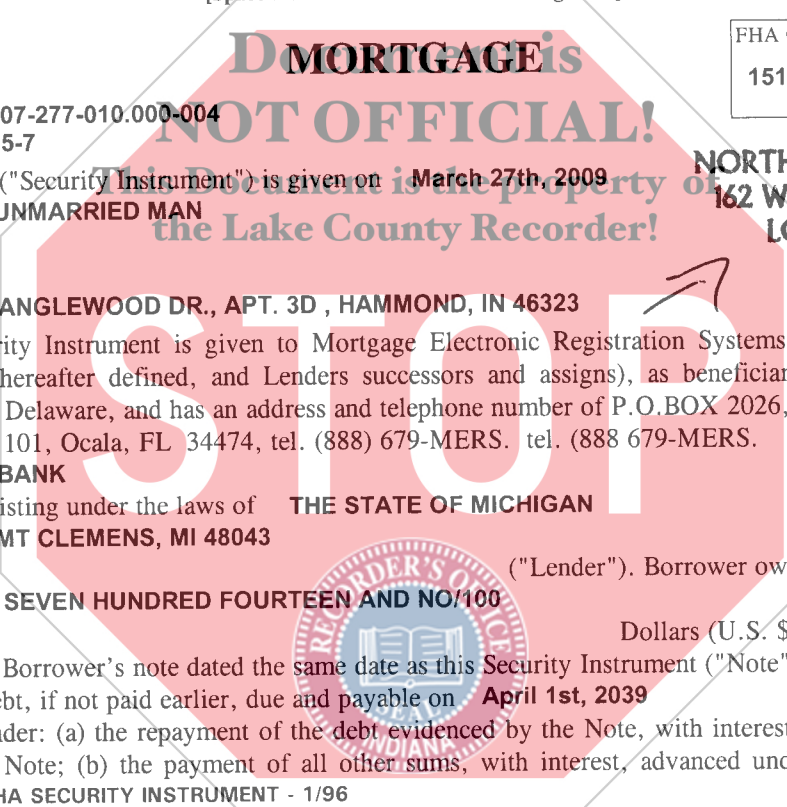 MORTGAGE
Document is
NOT OFFICIAL!
This Document is the property of
the Lake County Recorder!
STOP
FHA
151
07-277-010.000-004
5-7
("Security Instrument") is given on March 27th, 2009
UNMARRIED MAN
NORTH
162 W
LO
ANGLEWOOD DR., APT. 3D , HAMMOND, IN 46323
rity Instrument is given to Mortgage Electronic Registration Systems
hereafter defined, and Lenders successors and assigns), as beneficiar
Delaware, and has an address and telephone number of P.O.BOX 2026,
101, Ocala, FL 34474, tel. (888) 679-MERS. tel. (888 679-MERS.
BANK
isting under the laws of THE STATE OF MICHIGAN
MT CLEMENS, MI 48043
("Lender"). Borrower ow
SEVEN HUNDRED FOURTEEN AND NO/100
Dollars (U.S. $
Borrower's note dated the same date as this Security Instrument ("Note"
ebt, if not paid earlier, due and payable on April 1st, 2039
nder: (a) the repayment of the debt evidenced by the Note, with interest
Note; (b) the payment of all other sums, with interest, advanced und
HA SECURITY INSTRUMENT - 1/96
RECORDER'S OFFICE
SEAL
INDIANA